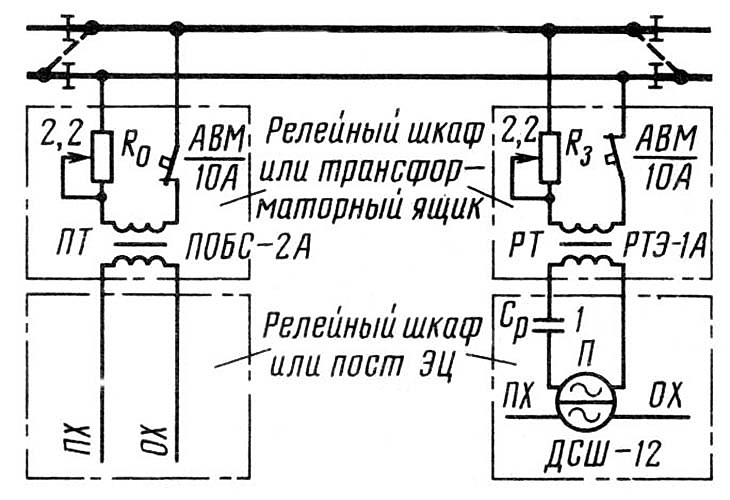 2,2
R₀
АВМ
10А
Релейный шкаф
или трансфор-
маторный ящик
2,2
R₃
АВМ
10А
ПТ
ПОБС-2А
РТ
РТЭ-1А
Релейный шкаф
или пост ЭЦ
Cр
1
П
ПХ
ОХ
ПХ
ОХ
ДСШ-12